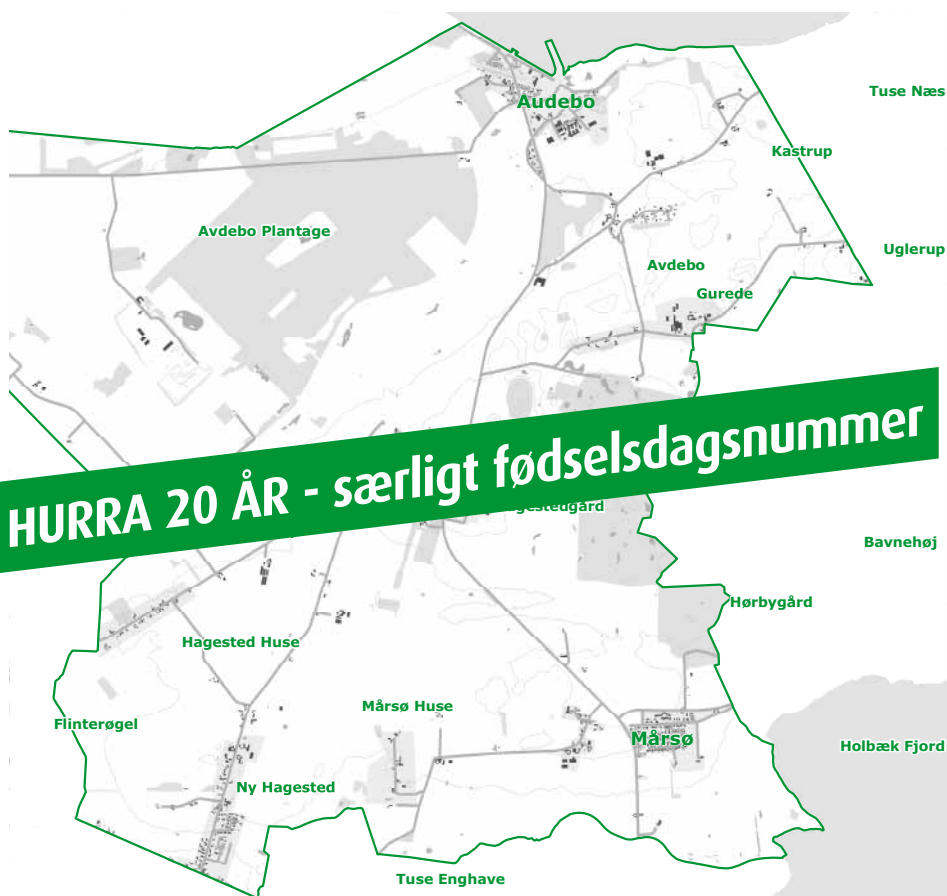 Audebo
Tuse Næs
Kastrup
Avdebo Plantage
Uglerup
Avdebo
Gurede
HURRA 20 ÅR - særligt fødselsdagsnummer
Bavnehøj
Hørbygård
Hagested Huse
Mårsø Huse
Flinterøgel
Mårsø
Holbæk Fjord
Ny Hagested
Tuse Enghave